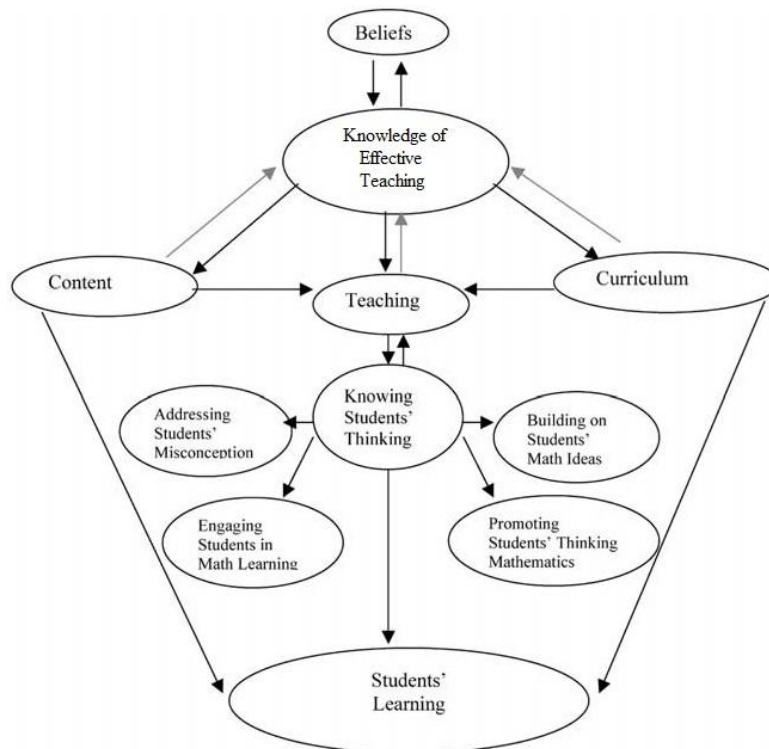 Beliefs
Knowledge of
Effective
Teaching
Content
Curriculum
Teaching
Knowing
Students'
Thinking
Addressing
Students'
Misconception
Building on
Students'
Math Ideas
Engaging
Students in
Math Learning
Promoting
Students' Thinking
Mathematics
Students'
Learning